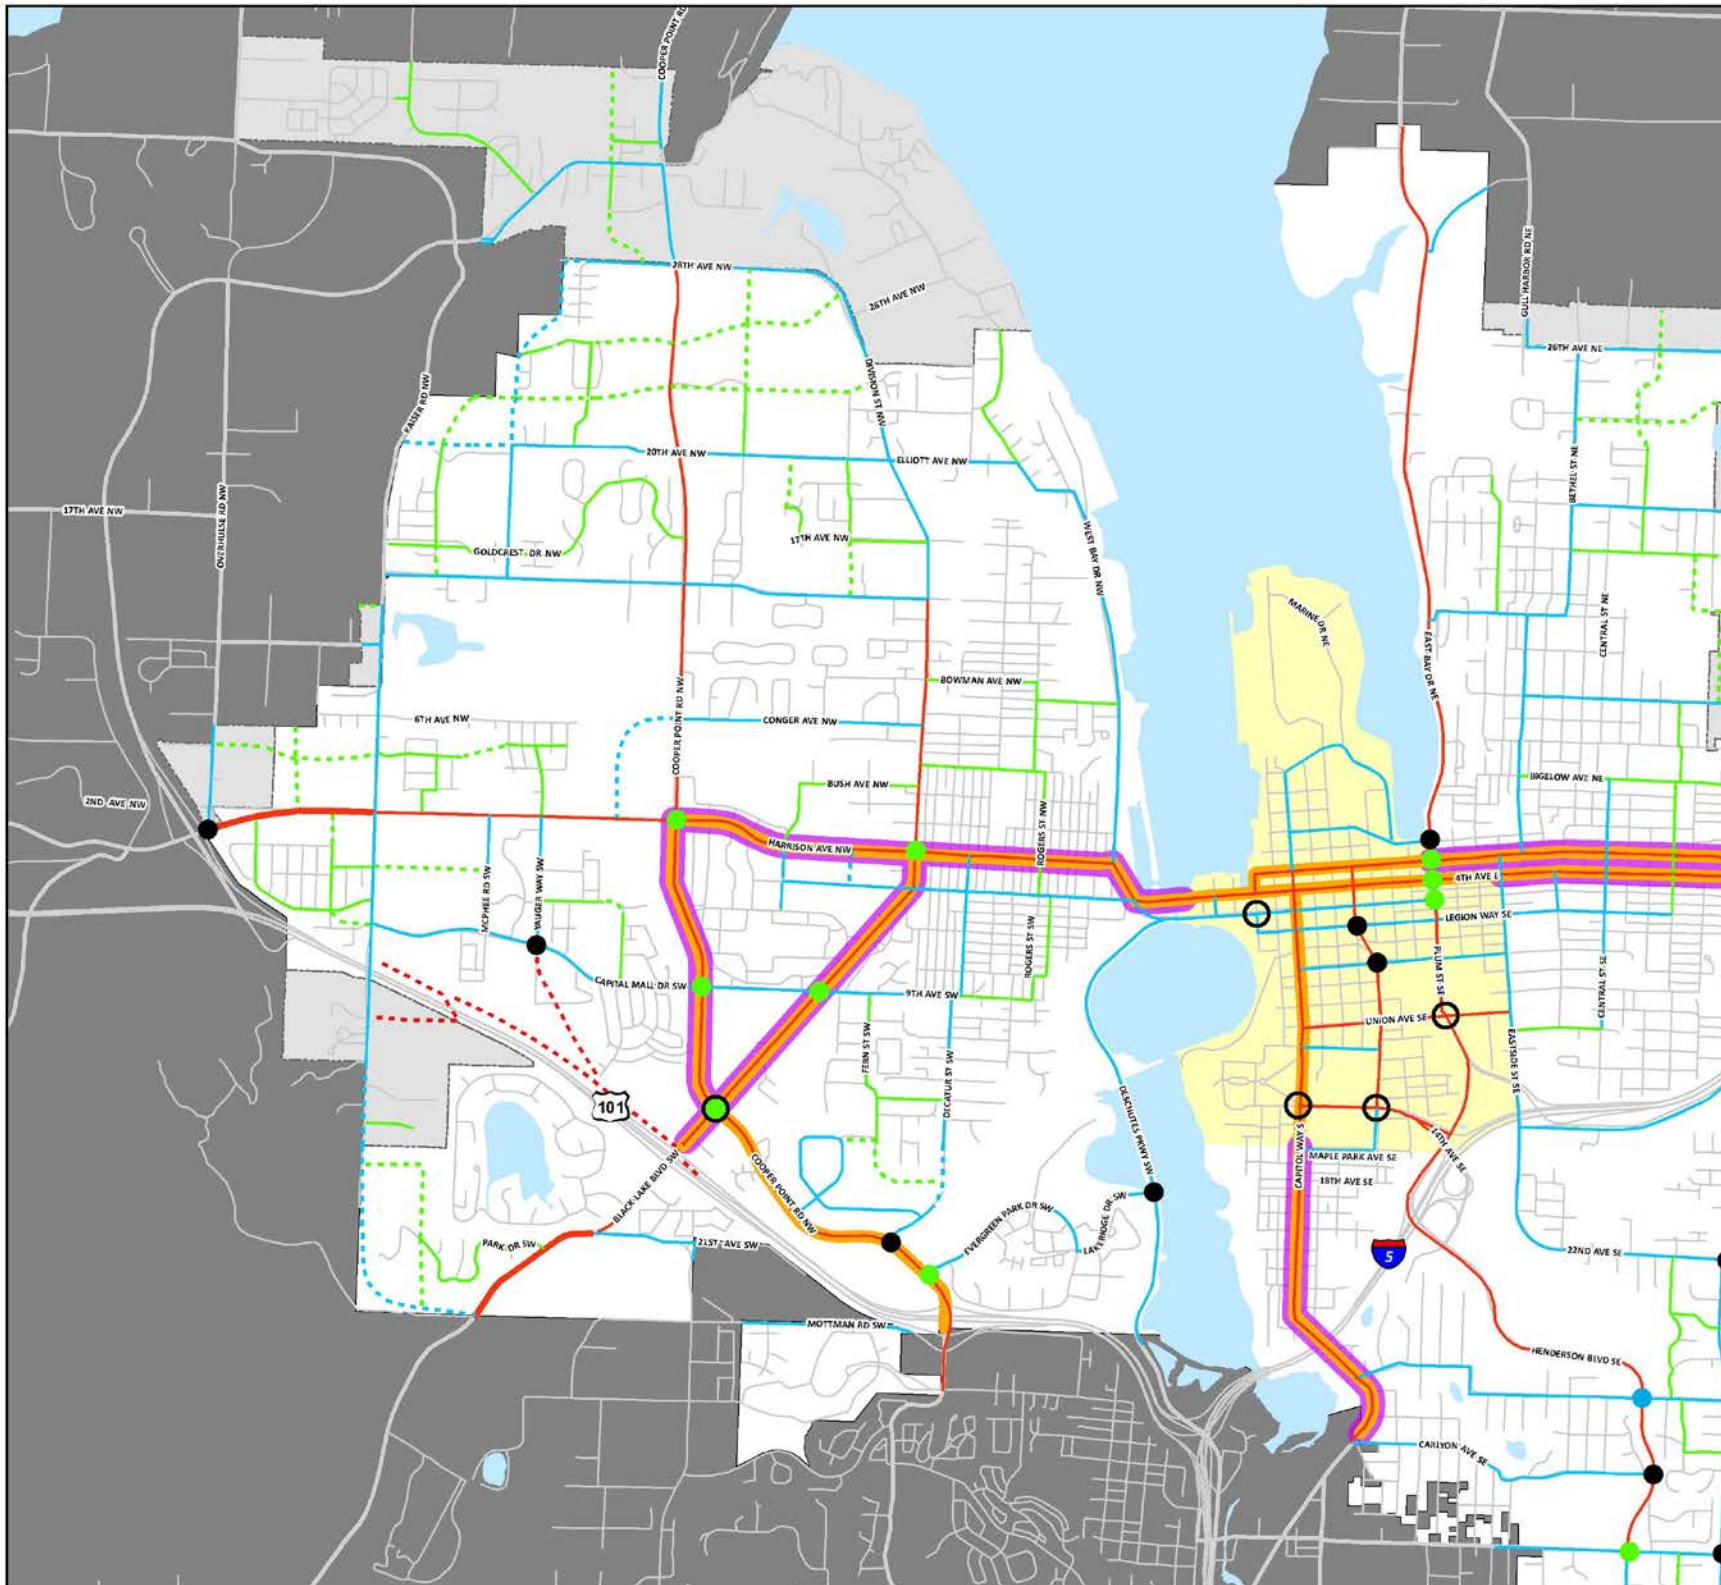 COOPER POINT RD
GULL HARBOR RD NE
28TH AVE NW
26TH AVE NW
26TH AVE NE
KAISER RD NW
DIVISION ST NW
20TH AVE NW
ELLIOTT AVE NW
BETHEL ST NE
17TH AVE NW
OVERHULSE RD NW
GOLDCREST DR NW
17TH AVE NW
WEST BAY DR NW
MARINE DR NE
CENTRAL ST NE
EAST BAY DR NE
BOWMAN AVE NW
6TH AVE NW
CONGER AVE NW
COOPER POINT RD NW
BUSH AVE NW
BIGELOW AVE NE
2ND AVE NW
HARRISON AVE NW
ROGERS ST NW
4TH AVE E
MCPHEE RD SW
YAUGER WAY SW
LEGION WAY SE
ROGERS ST SW
PLUM ST SE
CAPITAL MALL DR SW
9TH AVE SW
CENTRAL ST SE
UNION AVE SE
FERN ST SW
DECATUR ST SW
EASTSIDE ST SE
101
DESCHUTES PKWY SW
CAPITOL WAY S
14TH AVE SE
MAPLE PARK AVE SE
18TH AVE SE
BLACK LAKE BLVD SW
COOPER POINT RD NW
EVERGREEN PARK DR SW
LAKERIDGE DR SW
PARK DR SW
21ST AVE SW
5
22ND AVE SE
MOTTMAN RD SW
HENDERSON BLVD SE
CARLYON AVE SE